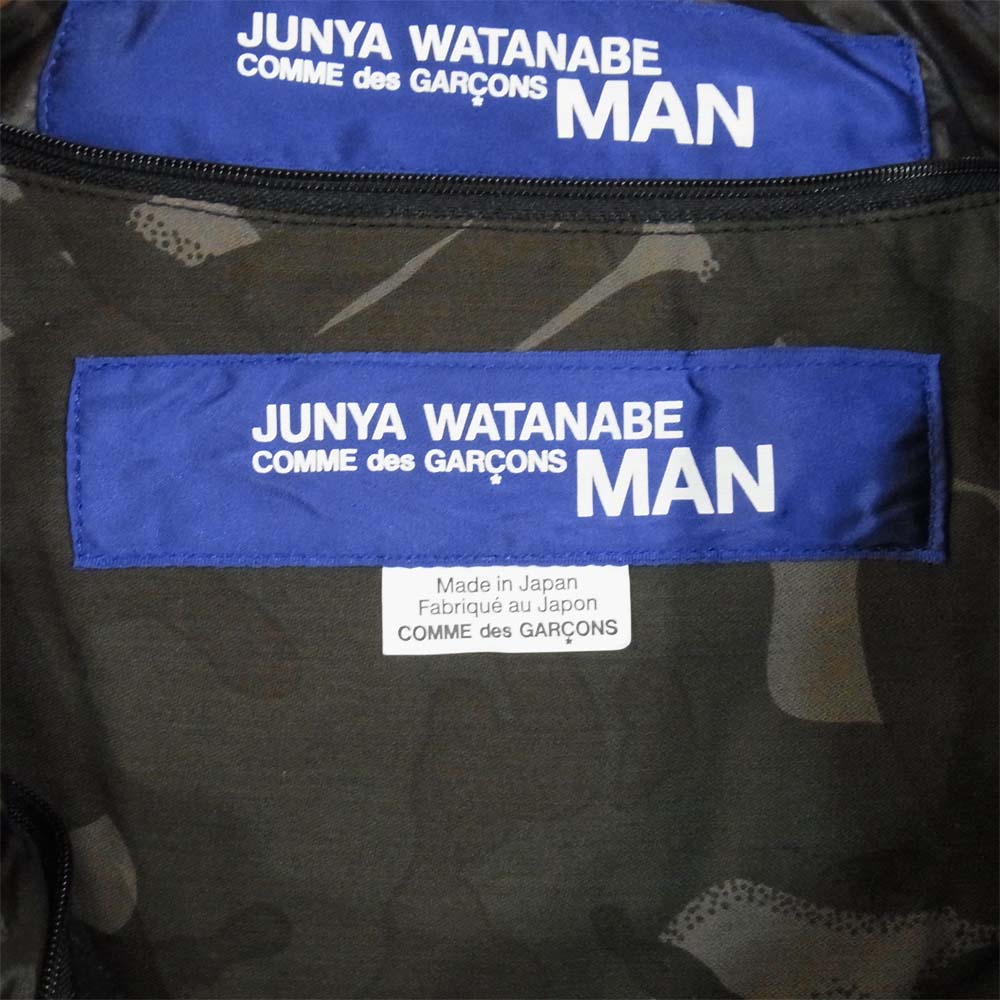 JUNYA WATANABE
COMME des GARÇONS MAN
JUNYA WATANABE
COMME des GARÇONS MAN
Made in Japan
Fabriqué au Japon
COMME des GARÇONS